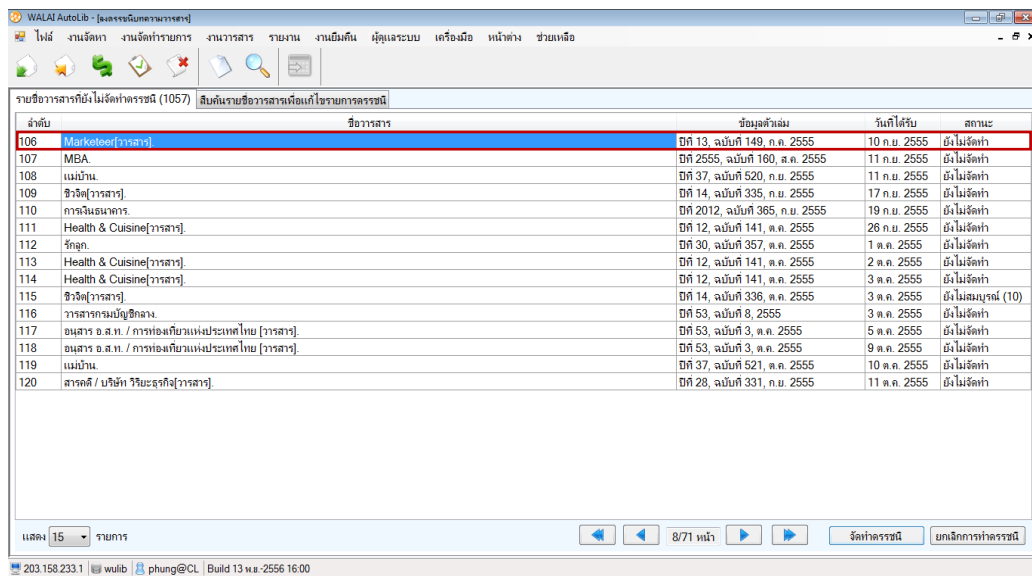 WALAI AutoLib - [ลงดรรชนีบทความวารสาร]
ไฟล์ งานจัดหา งานจัดทำรายการ งานวารสาร รายงาน งานยืมคืน ผู้ดูแลระบบ เครื่องมือ หน้าต่าง ช่วยเหลือ
รายชื่อวารสารที่ยังไม่จัดทำดรรชนี (1057) สืบค้นรายชื่อวารสารเพื่อแก้ไขรายการดรรชนี
ลำดับ ชื่อวารสาร ข้อมูลตัวเล่ม วันที่ได้รับ สถานะ
106 Marketeer[วารสาร]. ปีที่ 13, ฉบับที่ 149, ก.ค. 2555 10 ก.ย. 2555 ยังไม่จัดทำ
107 MBA. ปีที่ 2555, ฉบับที่ 160, ส.ค. 2555 11 ก.ย. 2555 ยังไม่จัดทำ
108 แม่บ้าน. ปีที่ 37, ฉบับที่ 520, ก.ย. 2555 11 ก.ย. 2555 ยังไม่จัดทำ
109 ชีวจิต[วารสาร]. ปีที่ 14, ฉบับที่ 335, ก.ย. 2555 17 ก.ย. 2555 ยังไม่จัดทำ
110 การเงินธนาคาร. ปีที่ 2012, ฉบับที่ 365, ก.ย. 2555 19 ก.ย. 2555 ยังไม่จัดทำ
111 Health & Cuisine[วารสาร]. ปีที่ 12, ฉบับที่ 141, ต.ค. 2555 26 ก.ย. 2555 ยังไม่จัดทำ
112 รักลูก. ปีที่ 30, ฉบับที่ 357, ต.ค. 2555 1 ต.ค. 2555 ยังไม่จัดทำ
113 Health & Cuisine[วารสาร]. ปีที่ 12, ฉบับที่ 141, ต.ค. 2555 2 ต.ค. 2555 ยังไม่จัดทำ
114 Health & Cuisine[วารสาร]. ปีที่ 12, ฉบับที่ 141, ต.ค. 2555 3 ต.ค. 2555 ยังไม่จัดทำ
115 ชีวจิต[วารสาร]. ปีที่ 14, ฉบับที่ 336, ต.ค. 2555 3 ต.ค. 2555 ยังไม่สมบูรณ์ (10)
116 วารสารกรมบัญชีกลาง. ปีที่ 53, ฉบับที่ 8, 2555 3 ต.ค. 2555 ยังไม่จัดทำ
117 อนุสาร อ.ส.ท. / การท่องเที่ยวแห่งประเทศไทย [วารสาร]. ปีที่ 53, ฉบับที่ 3, ต.ค. 2555 5 ต.ค. 2555 ยังไม่จัดทำ
118 อนุสาร อ.ส.ท. / การท่องเที่ยวแห่งประเทศไทย [วารสาร]. ปีที่ 53, ฉบับที่ 3, ต.ค. 2555 9 ต.ค. 2555 ยังไม่จัดทำ
119 แม่บ้าน. ปีที่ 37, ฉบับที่ 521, ต.ค. 2555 10 ต.ค. 2555 ยังไม่จัดทำ
120 สารคดี / บริษัท วิริยะธุรกิจ[วารสาร]. ปีที่ 28, ฉบับที่ 331, ก.ย. 2555 11 ต.ค. 2555 ยังไม่จัดทำ
แสดง 15 รายการ 8/71 หน้า จัดทำดรรชนี ยกเลิกการทำดรรชนี
203.158.233.1 wulib phung@CL Build 13 พ.ย.-2556 16:00